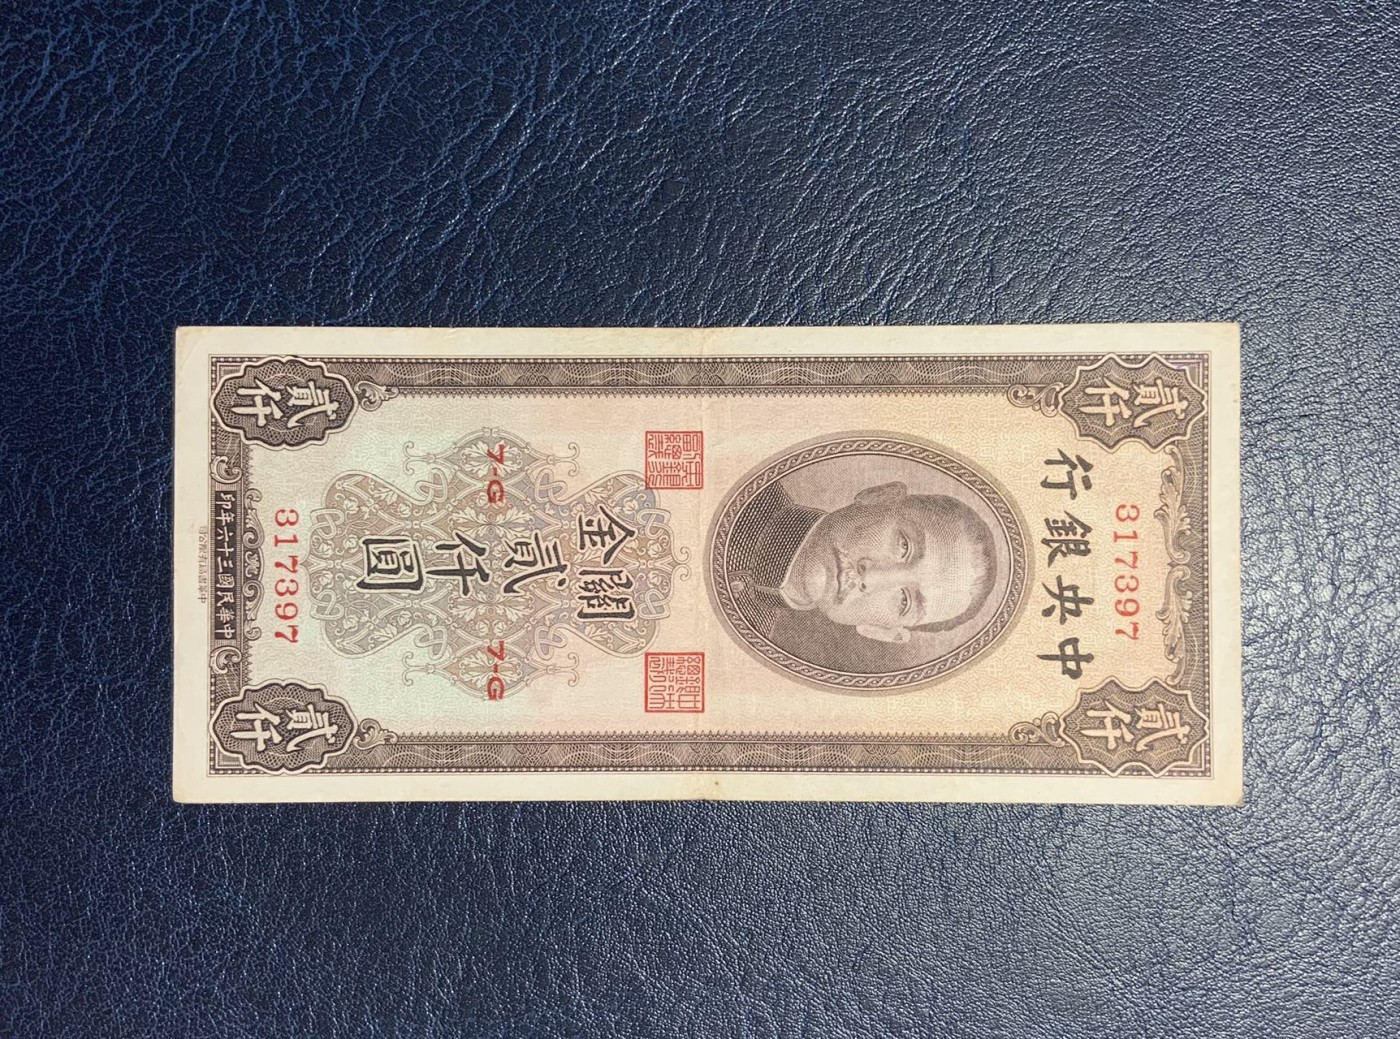 貳仟 貳仟
317397
中央銀行
關金
7-G 貳仟圓 7-G
317397
中華民國三十六年印
貳仟 貳仟